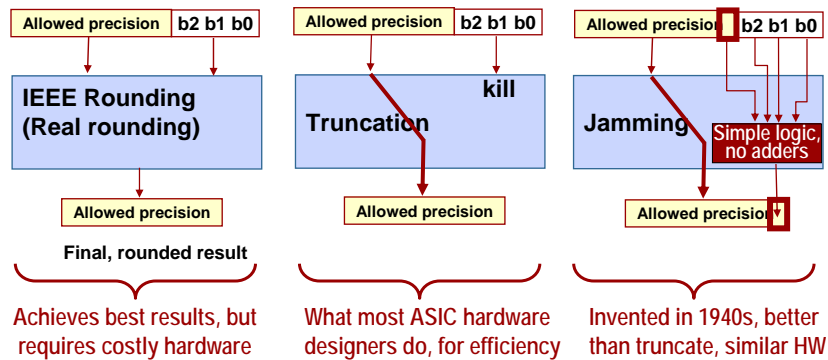 Allowed precision b2 b1 b0
IEEE Rounding
(Real rounding)
Allowed precision
Final, rounded result
Achieves best results, but
requires costly hardware
Allowed precision b2 b1 b0
kill
Truncation
Allowed precision
What most ASIC hardware
designers do, for efficiency
Allowed precision b2 b1 b0
Jamming
Simple logic,
no adders
Allowed precision
Invented in 1940s, better
than truncate, similar HW